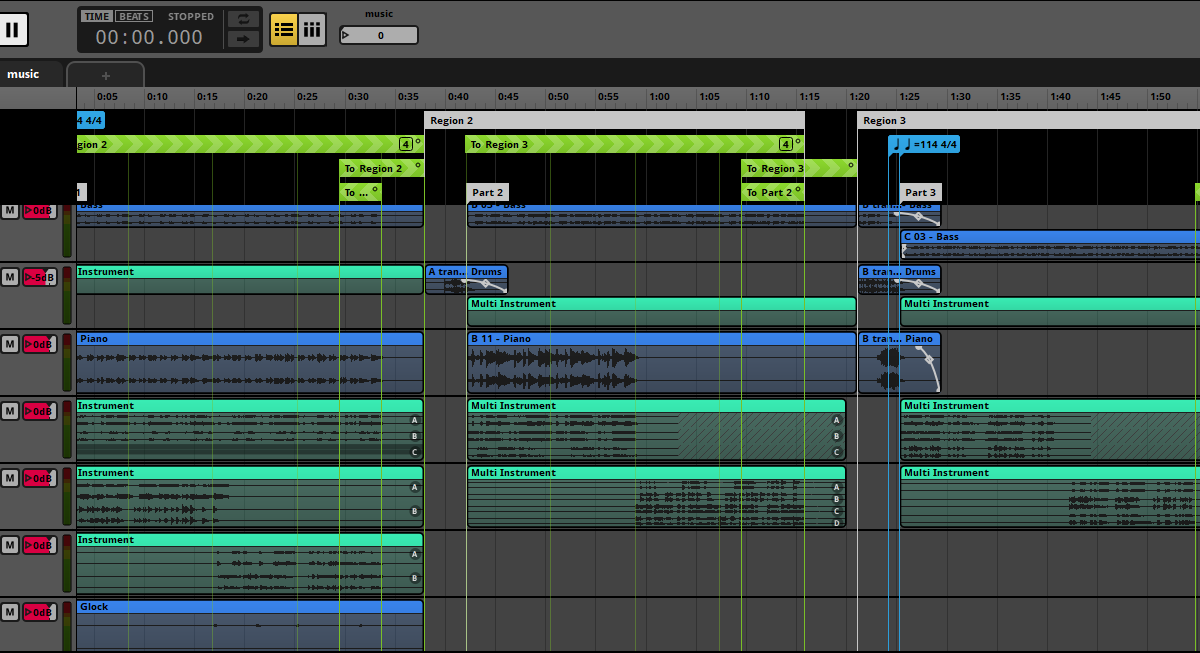 music
TIME BEATS STOPPED
00:00.000
0
music +
0:05 0:10 0:15 0:20 0:25 0:30 0:35 0:40 0:45 0:50 0:55 1:00 1:05 1:10 1:15 1:20 1:25 1:30 1:35 1:40 1:45 1:50
4 4/4 Region 2 Region 3
gion 2 4 To Region 3 4 =114 4/4
To Region 2 To Region 3
To ... Part 2 To Part 2 Part 3
M 0dB Bass
C 03 - Bass
M -5dB Instrument A tran... Drums B tran... Drums
Multi Instrument Multi Instrument
M 0dB Piano B 11 - Piano B tran... Piano
M 0dB Instrument Multi Instrument Multi Instrument
A A
B B
C C
M 0dB Instrument Multi Instrument Multi Instrument
A A
B
B C
D
M 0dB Instrument
A
B
M 0dB Glock